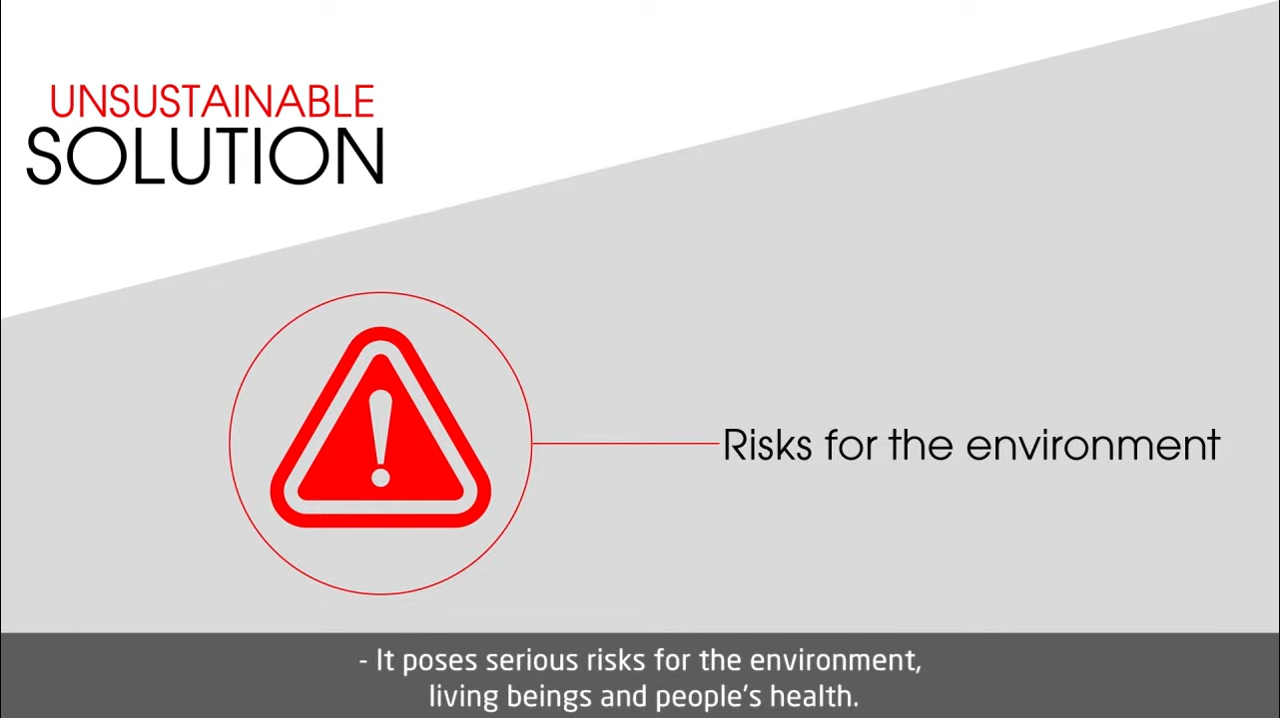 UNSUSTAINABLE
SOLUTION
Risks for the environment
- It poses serious risks for the environment,
living beings and people's health.